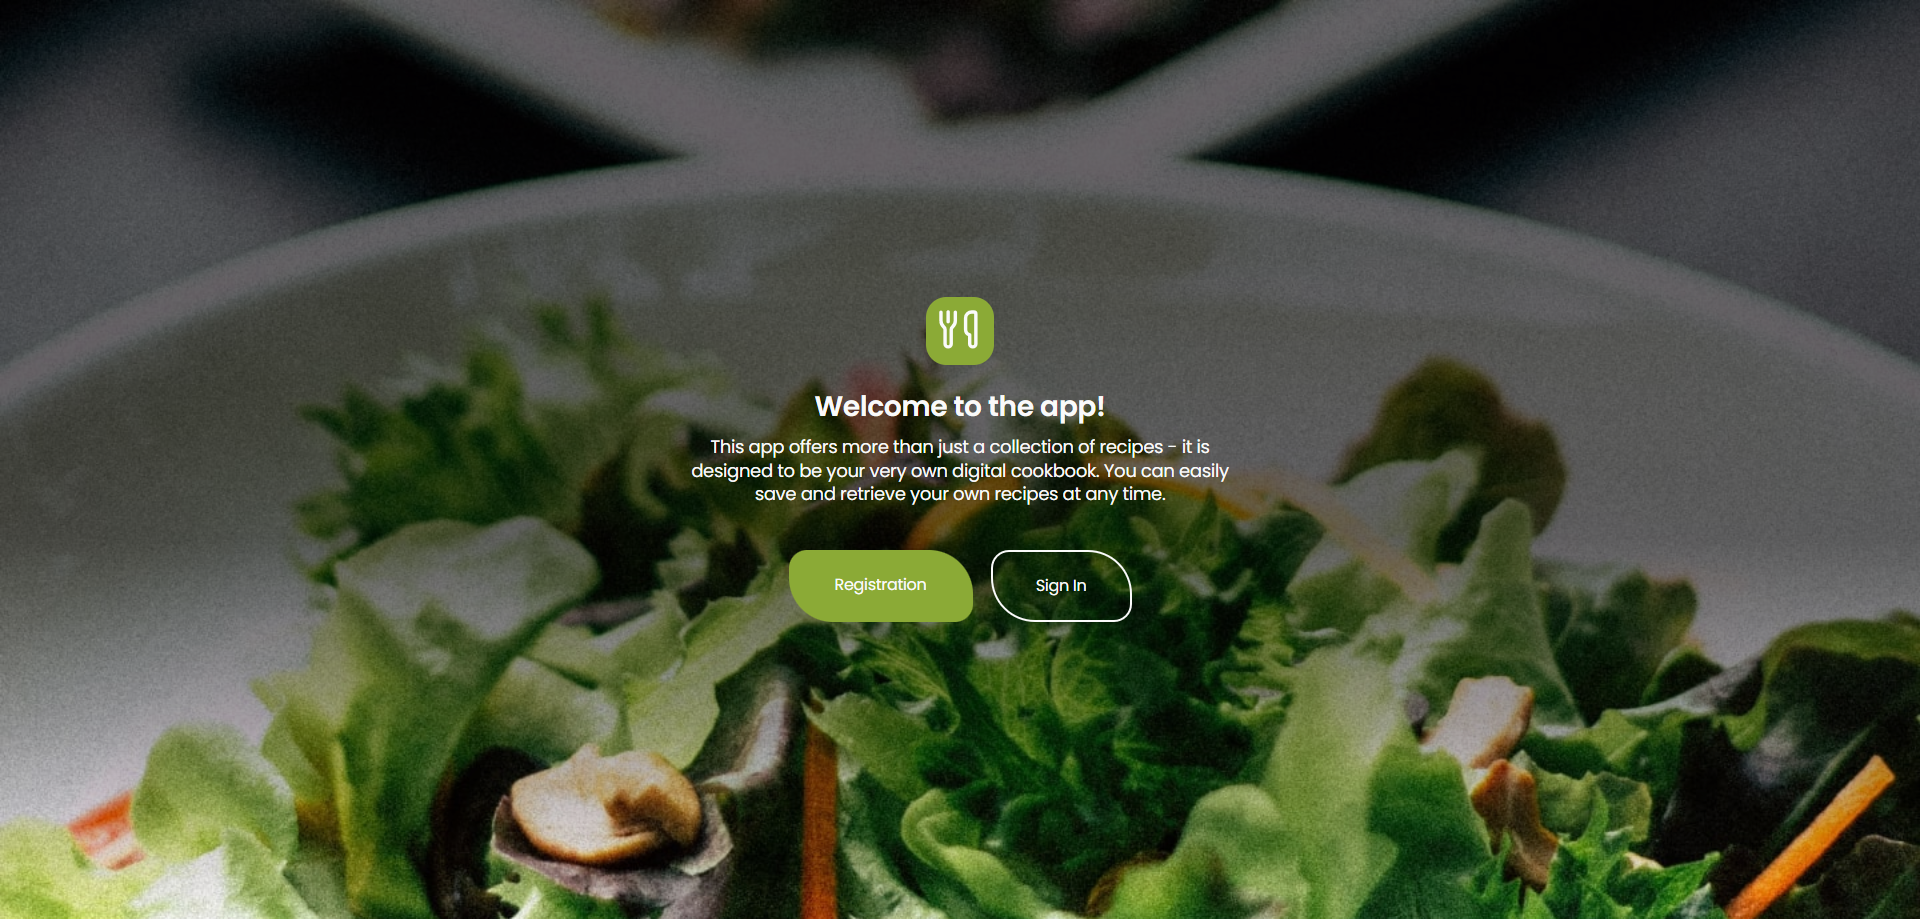 Welcome to the app!
This app offers more than just a collection of recipes - it is
designed to be your very own digital cookbook. You can easily
save and retrieve your own recipes at any time.
Registration
Sign In